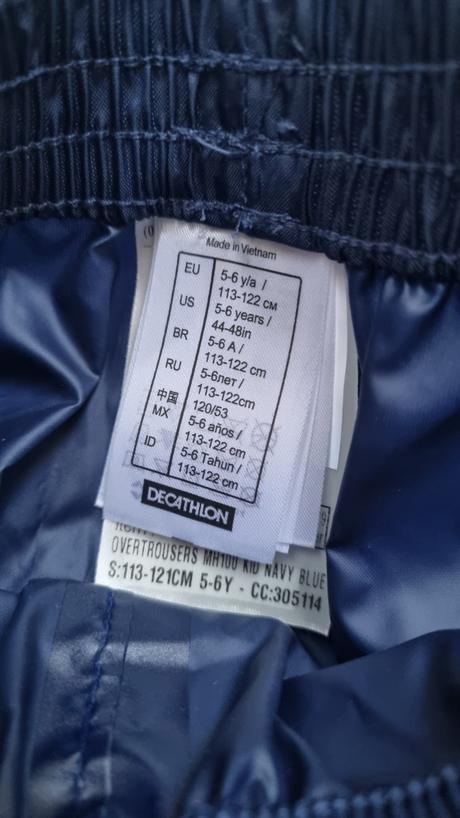 Made in Vietnam
EU 5-6 y/a /
113-122 см
US 5-6 years /
44-48in
BR 5-6 A /
113-122 cm
RU 5-6лет /
113-122cm
中国 120/53
MX 5-6 años /
113-122 cm
ID 5-6 Tahun /
113-122 cm
DECATHLON
OVERTROUSERS MH100 KID NAVY BLUE
S:113-121CM 5-6Y - CC:305114